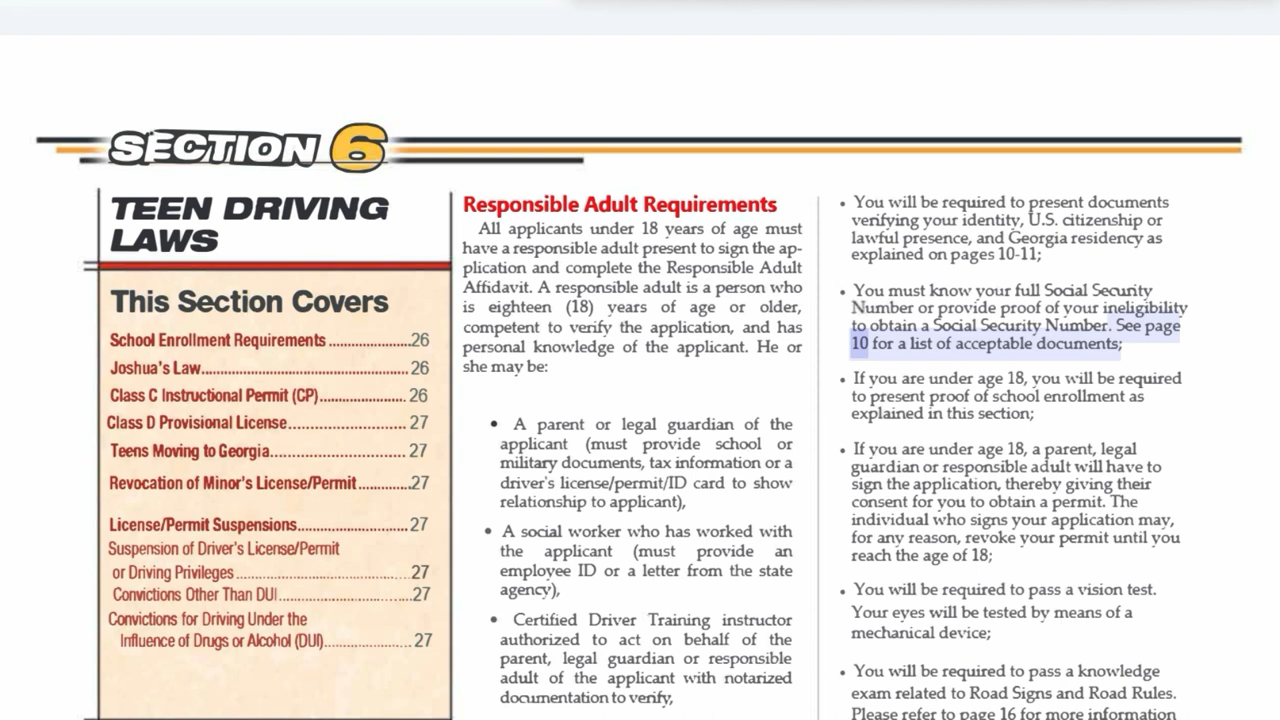 SECTION 6
TEEN DRIVING
LAWS
This Section Covers
School Enrollment Requirements ..................26
Joshua's Law..............................................26
Class C Instructional Permit (CP)......................26
Class D Provisional License...........................27
Teens Moving to Georgia..............................27
Revocation of Minor's License/Permit............27
License/Permit Suspensions.........................27
Suspension of Driver's License/Permit
or Driving Privileges........................................27
Convictions Other Than DUI...............................27
Convictions for Driving Under the
Influence of Drugs or Alcohol (DUI)....................27
Responsible Adult Requirements
All applicants under 18 years of age must
have a responsible adult present to sign the ap-
plication and complete the Responsible Adult
Affidavit. A responsible adult is a person who
is eighteen (18) years of age or older,
competent to verify the application, and has
personal knowledge of the applicant. He or
she may be:
• A parent or legal guardian of the
applicant (must provide school or
military documents, tax information or a
driver's license/permit/ID card to show
relationship to applicant),
• A social worker who has worked with
the applicant (must provide an
employee ID or a letter from the state
agency),
• Certified Driver Training instructor
authorized to act on behalf of the
parent, legal guardian or responsible
adult of the applicant with notarized
documentation to verify,
• You will be required to present documents
verifying your identity, U.S. citizenship or
lawful presence, and Georgia residency as
explained on pages 10-11;
• You must know your full Social Security
Number or provide proof of your ineligibility
to obtain a Social Security Number. See page
10 for a list of acceptable documents;
• If you are under age 18, you will be required
to present proof of school enrollment as
explained in this section;
• If you are under age 18, a parent, legal
guardian or responsible adult will have to
sign the application, thereby giving their
consent for you to obtain a permit. The
individual who signs your application may,
for any reason, revoke your permit until you
reach the age of 18;
• You will be required to pass a vision test.
Your eyes will be tested by means of a
mechanical device;
• You will be required to pass a knowledge
exam related to Road Signs and Road Rules.
Please refer to page 16 for more information